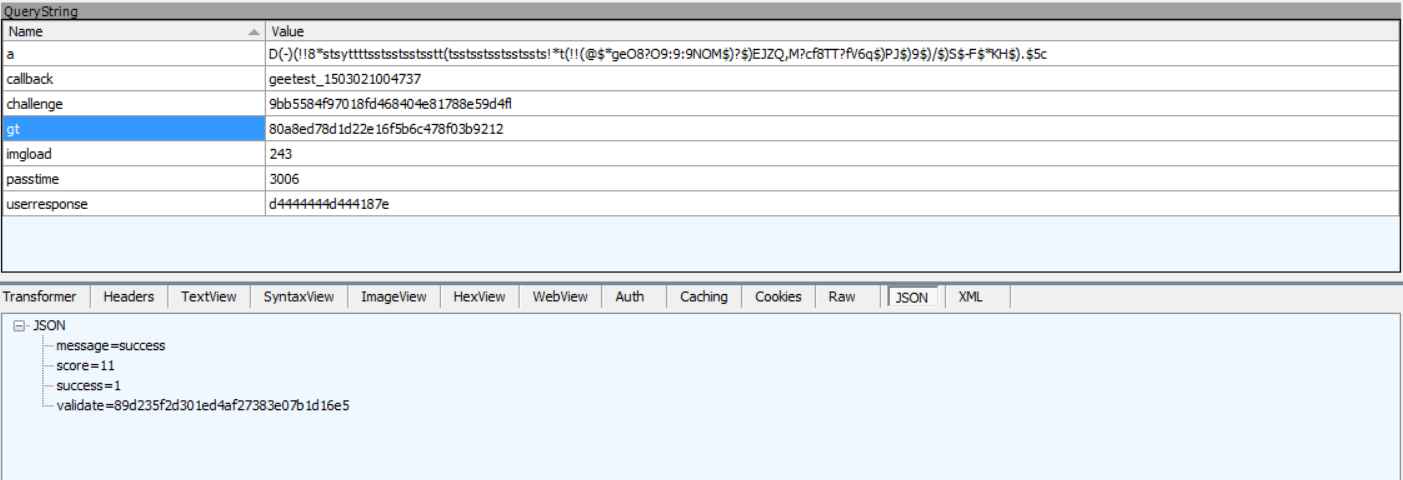 QueryString
Name Value
a D(-)(!!8*stsyttttsstsstsstsstt(tsstsstsstsstssts!*t(!!(@$*geO8?O9:9:9NOM$)?$)EJZQ,M?cf8TT?fV6q$)PJ$)9$)/$)S$-F$*KH$).$5c
callback geetest_1503021004737
challenge 9bb5584f97018fd468404e81788e59d4fl
gt 80a8ed78d1d22e16f5b6c478f03b9212
imgload 243
passtime 3006
userresponse d4444444d444187e
Transformer Headers TextView SyntaxView ImageView HexView WebView Auth Caching Cookies Raw JSON XML
JSON
message=success
score=11
success=1
validate=89d235f2d301ed4af27383e07b1d16e5